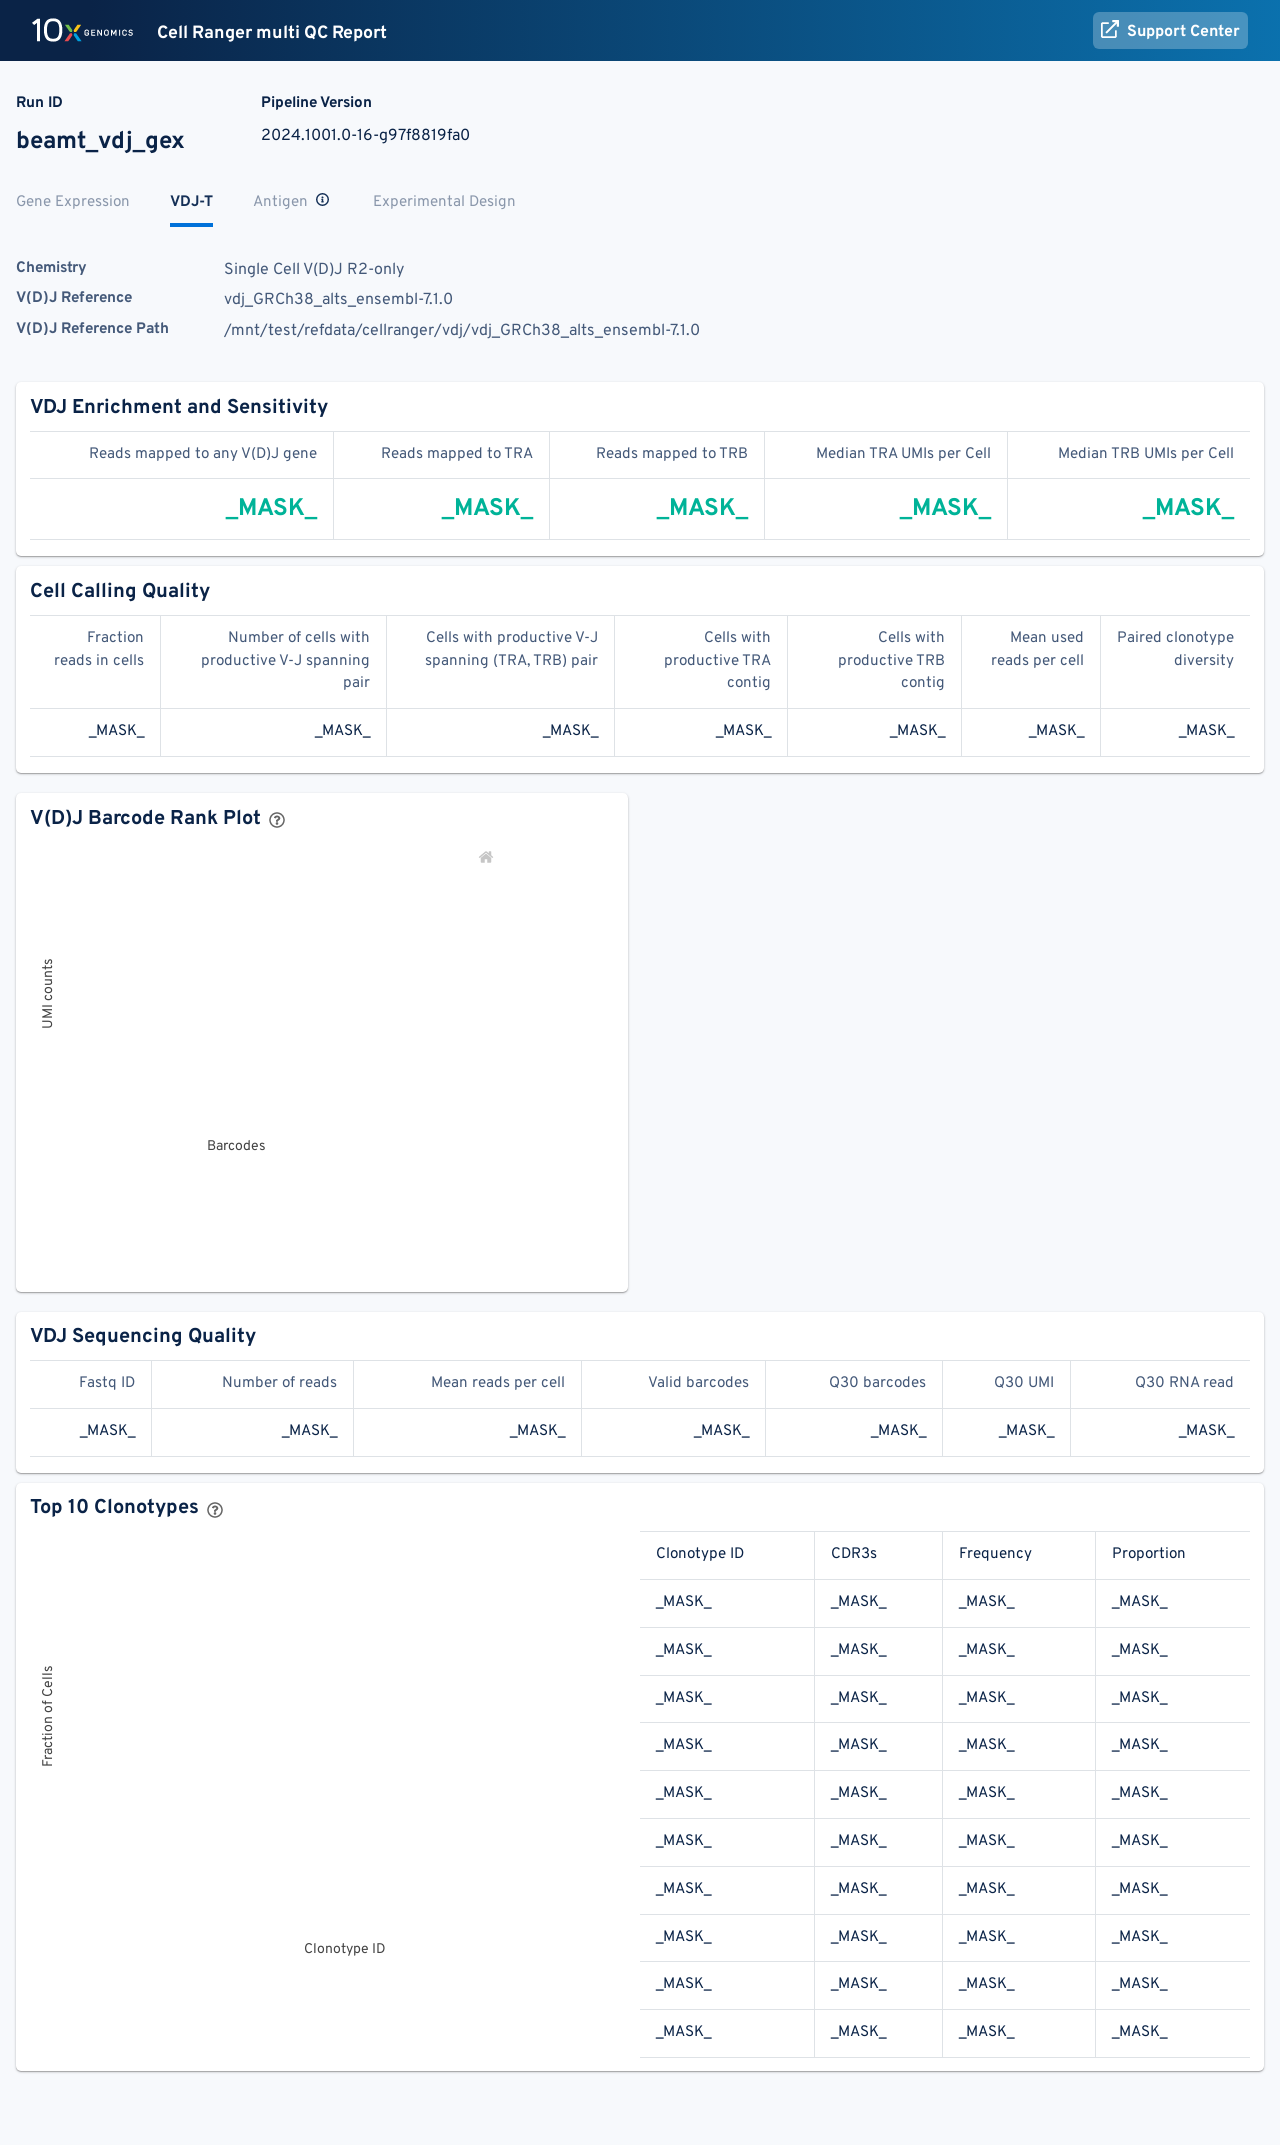 10x GENOMICS Cell Ranger multi QC Report Support Center
Run ID Pipeline Version
beamt_vdj_gex 2024.1001.0-16-g97f8819fa0
Gene Expression VDJ-T Antigen Experimental Design
Chemistry Single Cell V(D)J R2-only
V(D)J Reference vdj_GRCh38_alts_ensembl-7.1.0
V(D)J Reference Path /mnt/test/refdata/cellranger/vdj/vdj_GRCh38_alts_ensembl-7.1.0
VDJ Enrichment and Sensitivity
Reads mapped to any V(D)J gene Reads mapped to TRA Reads mapped to TRB Median TRA UMIs per Cell Median TRB UMIs per Cell
_MASK_ _MASK_ _MASK_ _MASK_ _MASK_
Cell Calling Quality
Fraction Number of cells with Cells with productive V-J Cells with Cells with Mean used Paired clonotype
reads in cells productive V-J spanning spanning (TRA, TRB) pair productive TRA productive TRB reads per cell diversity
pair contig contig
_MASK_ _MASK_ _MASK_ _MASK_ _MASK_ _MASK_ _MASK_
V(D)J Barcode Rank Plot
UMI counts
Barcodes
VDJ Sequencing Quality
Fastq ID Number of reads Mean reads per cell Valid barcodes Q30 barcodes Q30 UMI Q30 RNA read
_MASK_ _MASK_ _MASK_ _MASK_ _MASK_ _MASK_ _MASK_
Top 10 Clonotypes
Fraction of Cells
Clonotype ID
Clonotype ID CDR3s Frequency Proportion
_MASK_ _MASK_ _MASK_ _MASK_
_MASK_ _MASK_ _MASK_ _MASK_
_MASK_ _MASK_ _MASK_ _MASK_
_MASK_ _MASK_ _MASK_ _MASK_
_MASK_ _MASK_ _MASK_ _MASK_
_MASK_ _MASK_ _MASK_ _MASK_
_MASK_ _MASK_ _MASK_ _MASK_
_MASK_ _MASK_ _MASK_ _MASK_
_MASK_ _MASK_ _MASK_ _MASK_
_MASK_ _MASK_ _MASK_ _MASK_